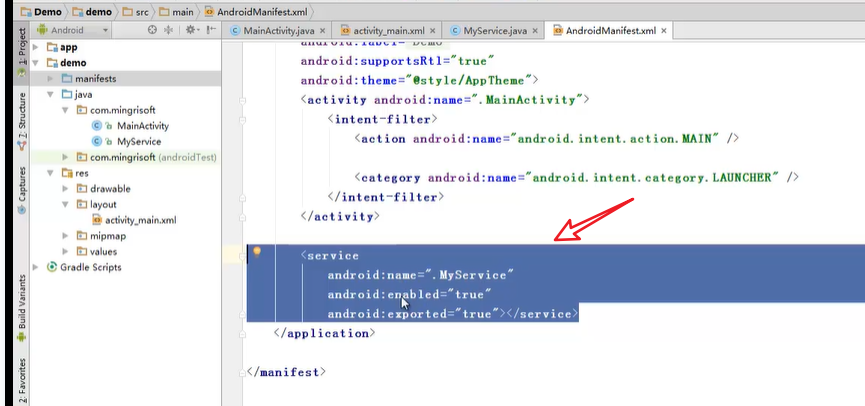 Demo demo src main AndroidManifest.xml
1: Project
7: Structure
Captures
Build Variants
2: Favorites
Android
app
demo
manifests
java
com.mingrisoft
MainActivity
MyService
com.mingrisoft (androidTest)
res
drawable
layout
activity_main.xml
mipmap
values
Gradle Scripts
MainActivity.java activity_main.xml MyService.java AndroidManifest.xml
android:label="Demo"
android:supportsRtl="true"
android:theme="@style/AppTheme">
<activity android:name=".MainActivity">
<intent-filter>
<action android:name="android.intent.action.MAIN" />
<category android:name="android.intent.category.LAUNCHER" />
</intent-filter>
</activity>
<service
android:name=".MyService"
android:enabled="true"
android:exported="true"></service>
</application>
</manifest>